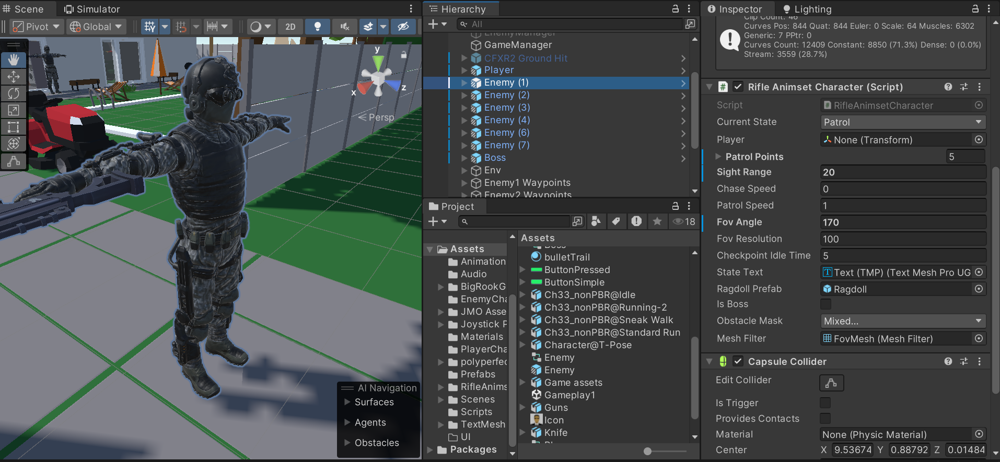 Scene
Simulator
Pivot
Global
2D
y
x
z
Persp
AI Navigation
Surfaces
Agents
Obstacles
Hierarchy
All
EnemyManager
GameManager
CFXR2 Ground Hit
Player
Enemy (1)
Enemy (2)
Enemy (3)
Enemy (4)
Enemy (6)
Enemy (7)
Boss
Env
Enemy1 Waypoints
Enemy2 Waypoints
Project
18
Assets
Animation
Audio
BigRookG
EnemyCha
JMO Asse
Joystick P
Materials
PlayerCha
polyperfec
Prefabs
RifleAnims
Scenes
Scripts
TextMesh
UI
Packages
Assets
Boss
bulletTrail
ButtonPressed
ButtonSimple
Ch33_nonPBR@Idle
Ch33_nonPBR@Running-2
Ch33_nonPBR@Sneak Walk
Ch33_nonPBR@Standard Run
Character@T-Pose
Enemy
Enemy
Game assets
Gameplay1
Guns
Icon
Knife
Inspector
Lighting
Clip Count: 46
Curves Pos: 844 Quat: 844 Euler: 0 Scale: 64 Muscles: 6302
Generic: 7 PPtr: 0
Curves Count: 12409 Constant: 8850 (71.3%) Dense: 0 (0.0%)
Stream: 3559 (28.7%)
Rifle Animset Character (Script)
Script RifleAnimsetCharacter
Current State Patrol
Player None (Transform)
Patrol Points 5
Sight Range 20
Chase Speed 0
Patrol Speed 1
Fov Angle 170
Fov Resolution 100
Checkpoint Idle Time 5
State Text Text (TMP) (Text Mesh Pro UG
Ragdoll Prefab Ragdoll
Is Boss
Obstacle Mask Mixed...
Mesh Filter FovMesh (Mesh Filter)
Capsule Collider
Edit Collider
Is Trigger
Provides Contacts
Material None (Physic Material)
Center X 9.53674 Y 0.88792 Z 0.01484